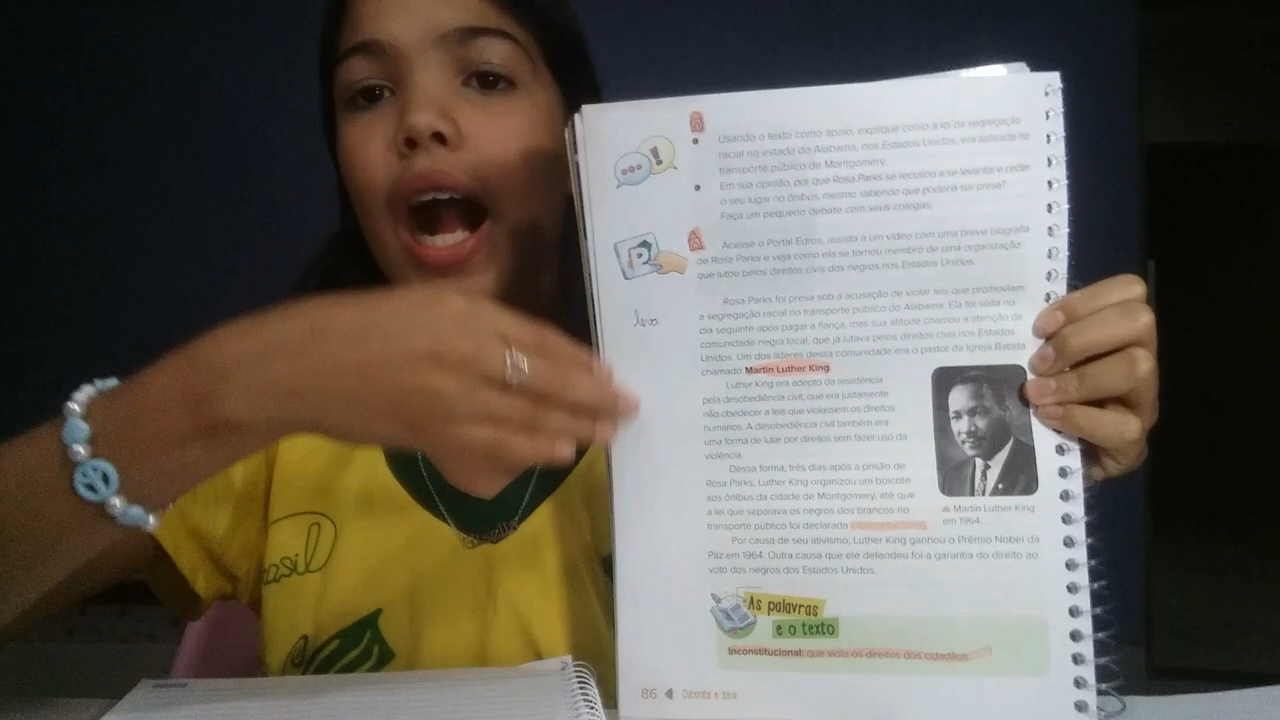 Usando o texto como apoio, explique como a lei da segregação
racial no estado do Alabama, nos Estados Unidos, era aplicada no
transporte público de Montgomery.
Em sua opinião, por que Rosa Parks se recusou a se levantar e ceder
o seu lugar no ônibus, mesmo sabendo que poderia ser presa?
Faça um pequeno debate com seus colegas.
Acesse o Portal Edros, assista a um vídeo com uma breve biografia
de Rosa Parks e veja como ela se tornou membro de uma organização
que lutou pelos direitos civis dos negros nos Estados Unidos.
Rosa Parks foi presa sob a acusação de violar leis que promoviam
a segregação racial no transporte público do Alabama. Ela foi solta no
dia seguinte após pagar a fiança, mas sua atitude chamou a atenção da
comunidade negra local, que já lutava pelos direitos civis nos Estados
Unidos. Um dos líderes dessa comunidade era o pastor da Igreja Batista
chamado Martin Luther King.
Luther King era adepto da resistência
pela desobediência civil, que era justamente
não obedecer a leis que violassem os direitos
humanos. A desobediência civil também era
uma forma de lutar por direitos sem fazer uso da
violência.
Dessa forma, três dias após a prisão de
Rosa Parks, Luther King organizou um boicote
aos ônibus da cidade de Montgomery, até que
a lei que separava os negros dos brancos no
transporte público foi declarada
Martin Luther King
em 1964.
Por causa de seu ativismo, Luther King ganhou o Prêmio Nobel da
Paz em 1964. Outra causa que ele defendeu foi a garantia do direito ao
voto dos negros dos Estados Unidos.
As palavras
e o texto
Inconstitucional: que viola os direitos dos cidadãos.
86 Oitenta e seis
asil